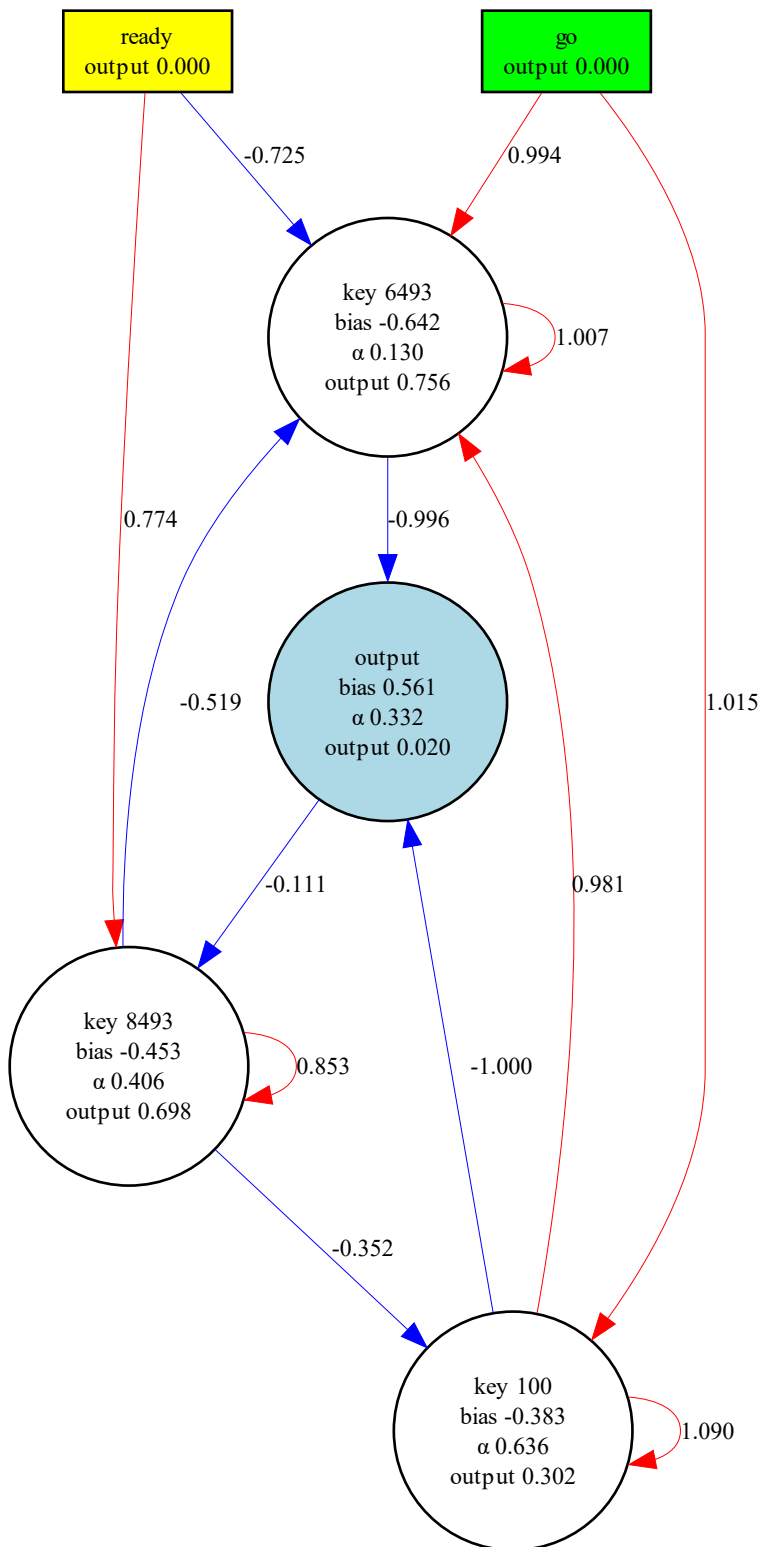 ready
output 0.000
go
output 0.000
-0.725
0.994
key 6493
bias -0.642
α 0.130
output 0.756
1.007
0.774
-0.996
-0.519
output
bias 0.561
α 0.332
output 0.020
1.015
-0.111
0.981
key 8493
bias -0.453
α 0.406
output 0.698
0.853
-1.000
-0.352
key 100
bias -0.383
α 0.636
output 0.302
1.090